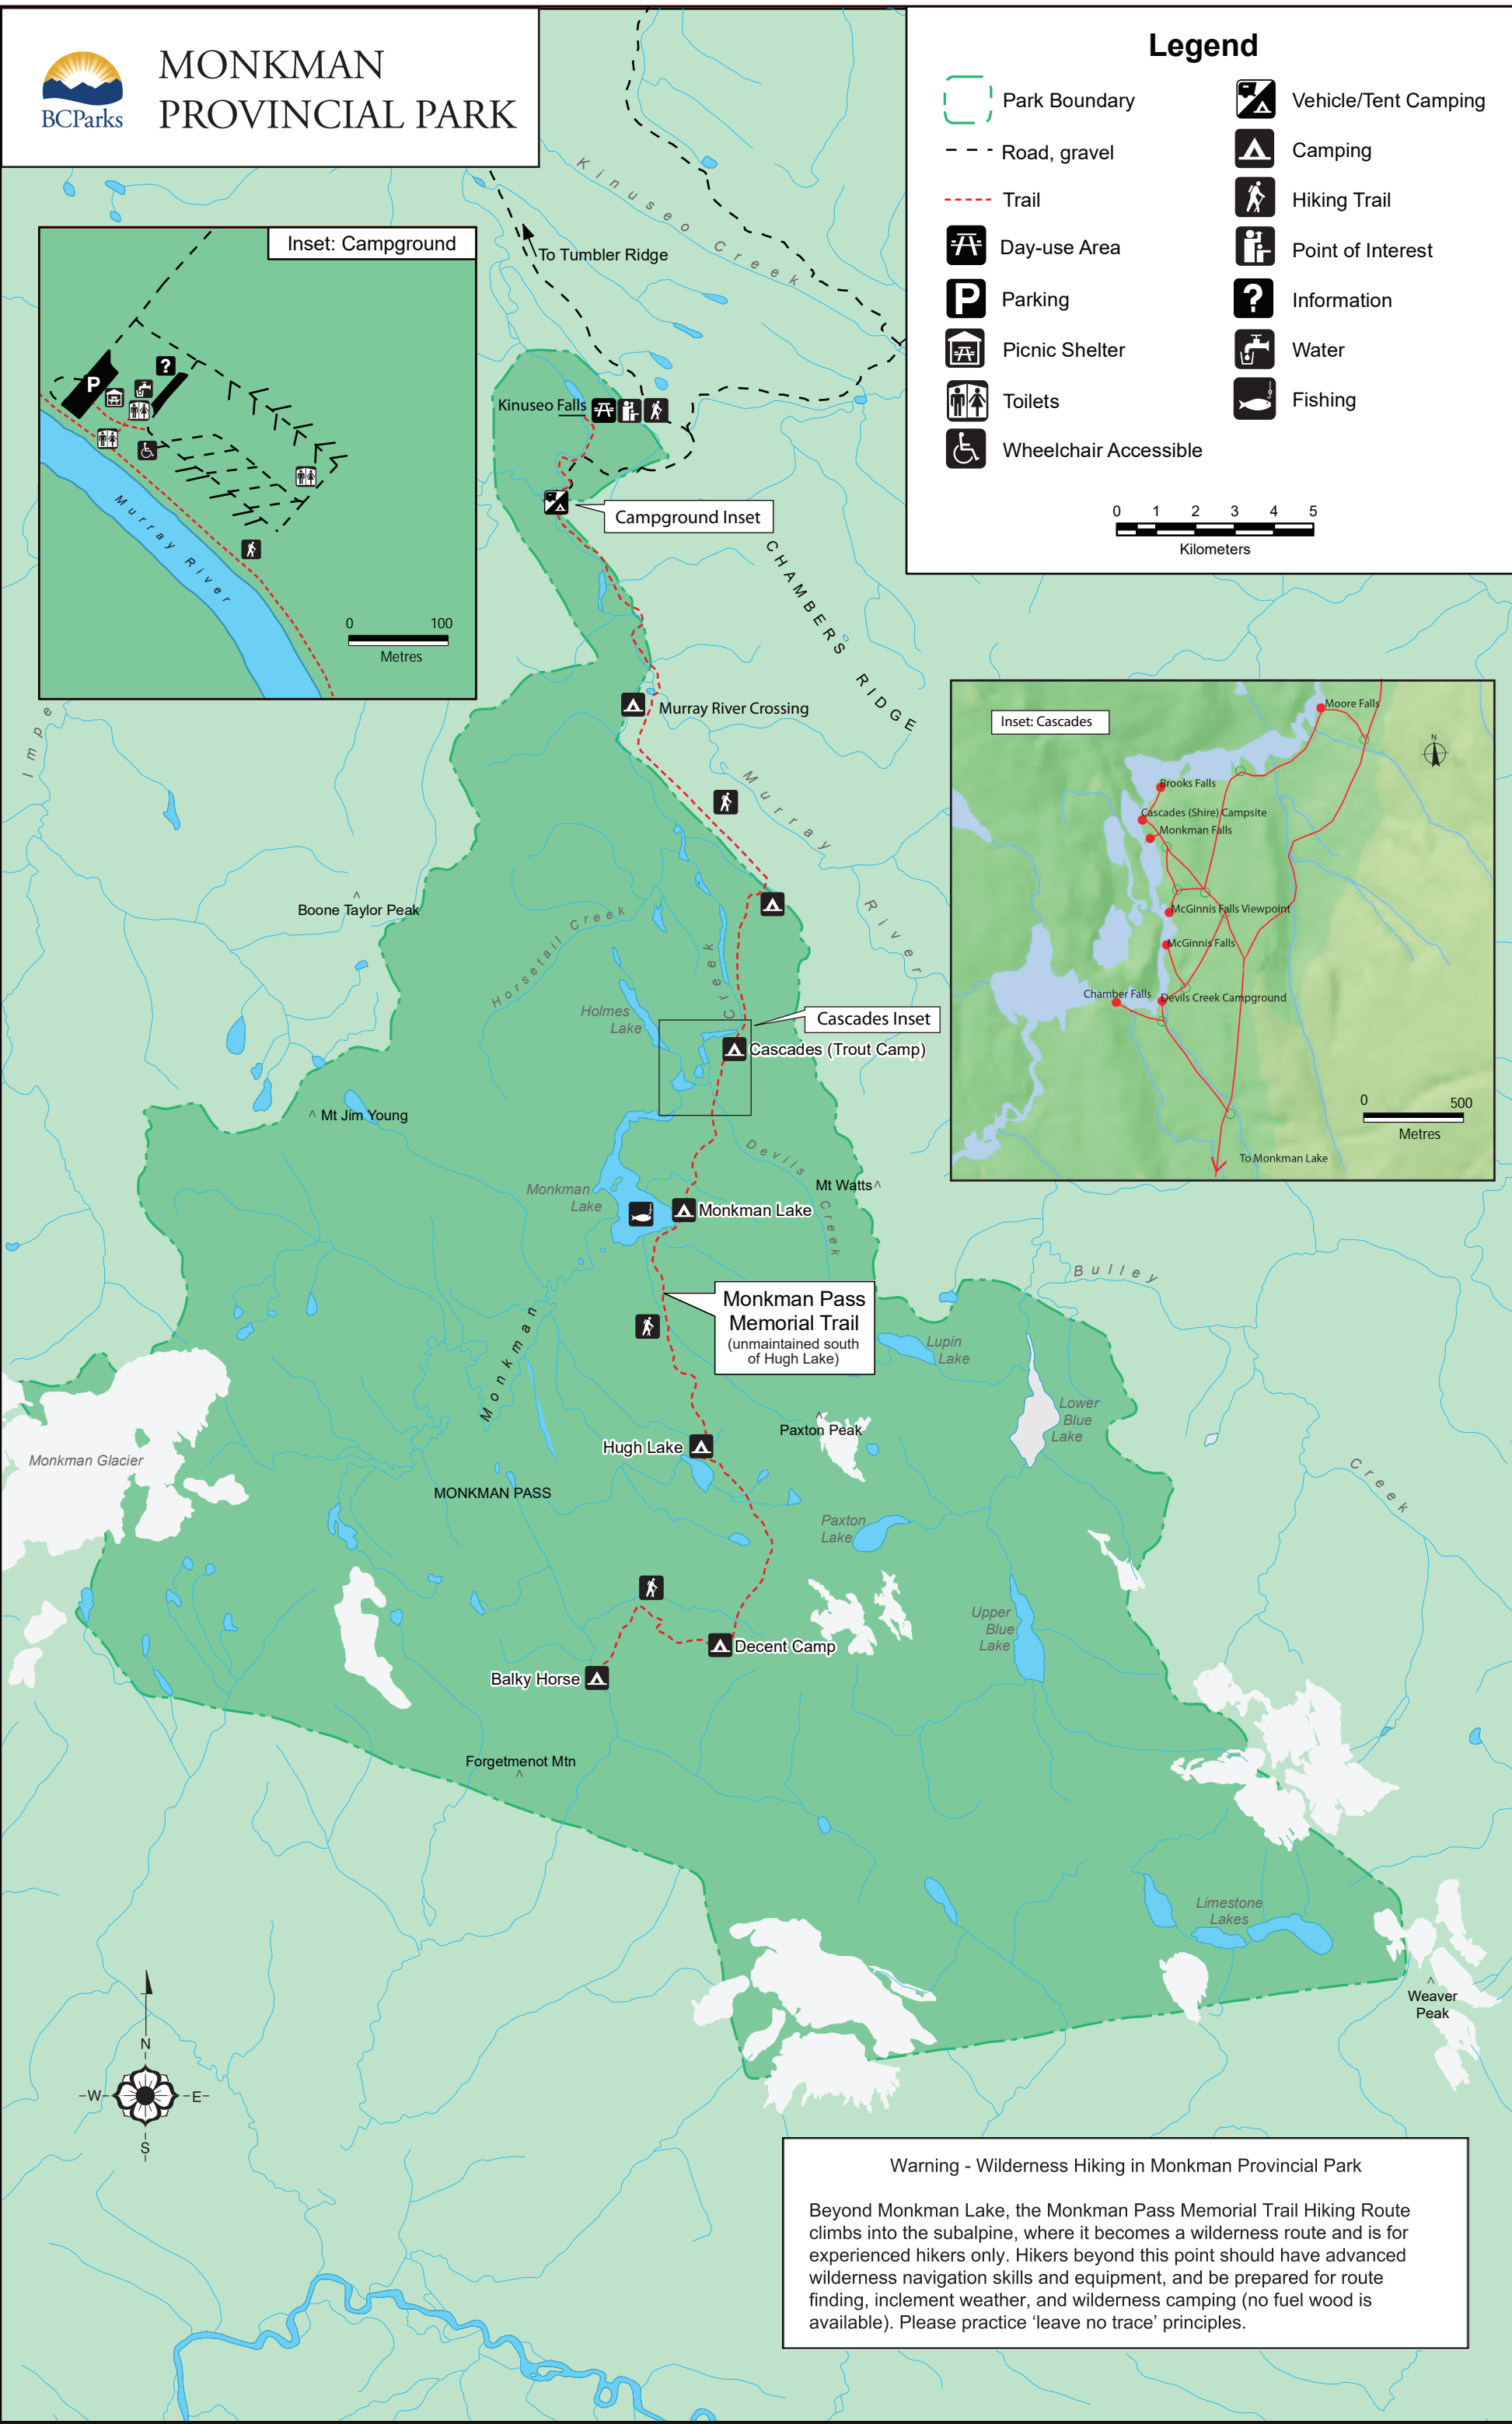 MONKMAN
PROVINCIAL PARK
BCParks
Legend
Park Boundary
Road, gravel
Trail
Day-use Area
P
Parking
Picnic Shelter
Toilets
Wheelchair Accessible
Vehicle/Tent Camping
Camping
Hiking Trail
Point of Interest
?
Information
Water
Fishing
0 1 2 3 4 5
Kilometers
Inset: Campground
P
?
Murray River
0 100
Metres
Kinuseo Creek
To Tumbler Ridge
Kinuseo Falls
Campground Inset
CHAMBERS RIDGE
Murray River Crossing
Murray River
Impe
Boone Taylor Peak
Horsetail Creek
Creek
Holmes
Lake
Cascades Inset
Cascades (Trout Camp)
Mt Jim Young
Devils Creek
Mt Watts
Monkman
Lake
Monkman Lake
Monkman Pass
Memorial Trail
(unmaintained south
of Hugh Lake)
Monkman
Bulley
Creek
Lupin
Lake
Lower
Blue
Lake
Paxton Peak
Hugh Lake
Monkman Glacier
MONKMAN PASS
Paxton
Lake
Upper
Blue
Lake
Decent Camp
Balky Horse
Forgetmenot Mtn
Limestone
Lakes
Weaver
Peak
Inset: Cascades
N
Moore Falls
Brooks Falls
Cascades (Shire) Campsite
Monkman Falls
McGinnis Falls Viewpoint
McGinnis Falls
Chamber Falls
Devils Creek Campground
0 500
Metres
To Monkman Lake
N
W E
S
Warning - Wilderness Hiking in Monkman Provincial Park
Beyond Monkman Lake, the Monkman Pass Memorial Trail Hiking Route
climbs into the subalpine, where it becomes a wilderness route and is for
experienced hikers only. Hikers beyond this point should have advanced
wilderness navigation skills and equipment, and be prepared for route
finding, inclement weather, and wilderness camping (no fuel wood is
available). Please practice ‘leave no trace’ principles.